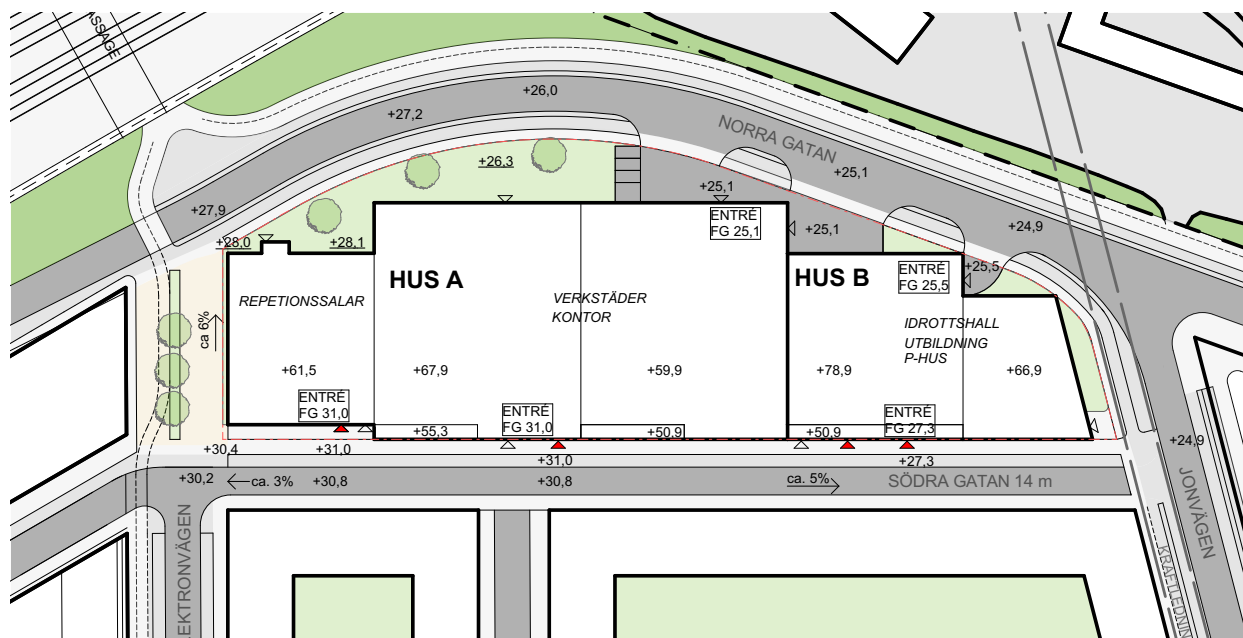 ASSAGE
+26,0
+27,2
NORRA GATAN
+26,3
+25,1
+25,1
+27,9
ENTRÉ
FG 25,1
+25,1
+24,9
+28,0
+28,1
HUS A
HUS B
ENTRÉ
FG 25,5
+25,5
REPETIONSSALAR
VERKSTÄDER
KONTOR
IDROTTSHALL
UTBILDNING
P-HUS
ca 6%
+61,5
+67,9
+59,9
+78,9
+66,9
ENTRÉ
FG 31,0
ENTRÉ
FG 31,0
ENTRÉ
FG 27,3
+55,3
+50,9
+50,9
+30,4
+31,0
+31,0
+27,3
+24,9
+30,2
ca. 3%
+30,8
+30,8
ca. 5%
SÖDRA GATAN 14 m
JONVÄGEN
LEKTRONVÄGEN
KRAFTLEDNIN